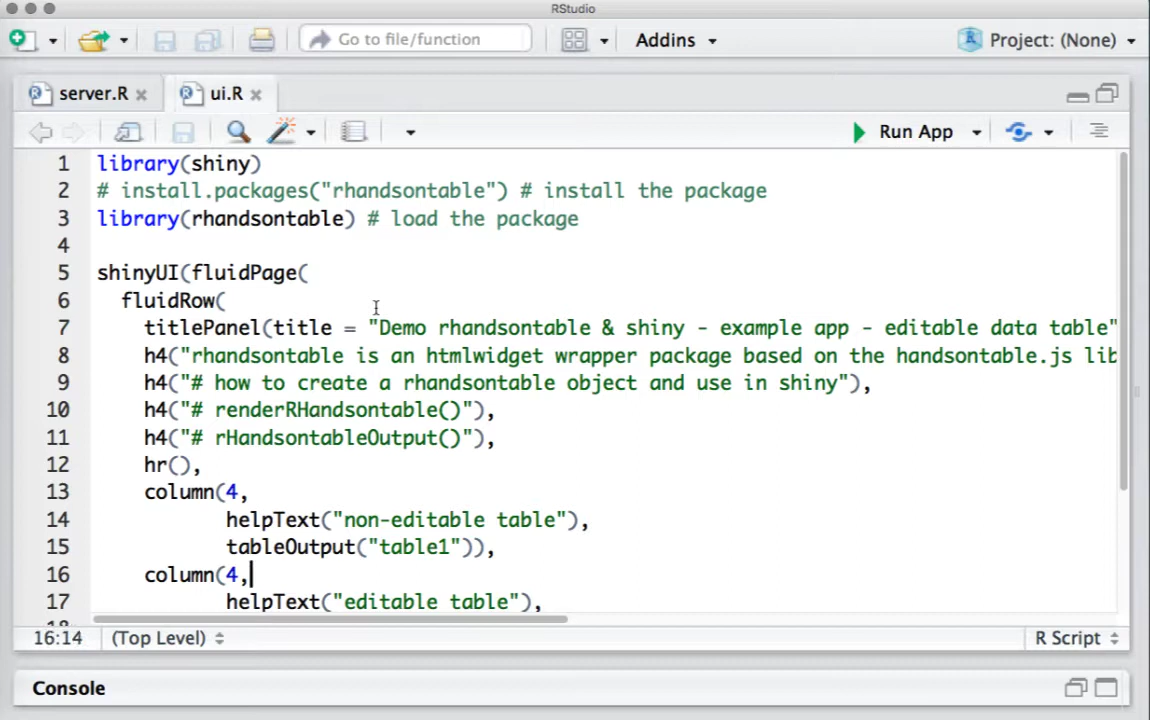 RStudio
Go to file/function
Addins
Project: (None)
server.R
ui.R
Run App
1 library(shiny)
2 # install.packages("rhandsontable") # install the package
3 library(rhandsontable) # load the package
4
5 shinyUI(fluidPage(
6 fluidRow(
7 titlePanel(title = "Demo rhandsontable & shiny - example app - editable data table"
8 h4("rhandsontable is an htmlwidget wrapper package based on the handsontable.js lib
9 h4("# how to create a rhandsontable object and use in shiny"),
10 h4("# renderRHandsontable()"),
11 h4("# rHandsontableOutput()"),
12 hr(),
13 column(4,
14 helpText("non-editable table"),
15 tableOutput("table1")),
16 column(4,
17 helpText("editable table"),
16:14 (Top Level)
R Script
Console